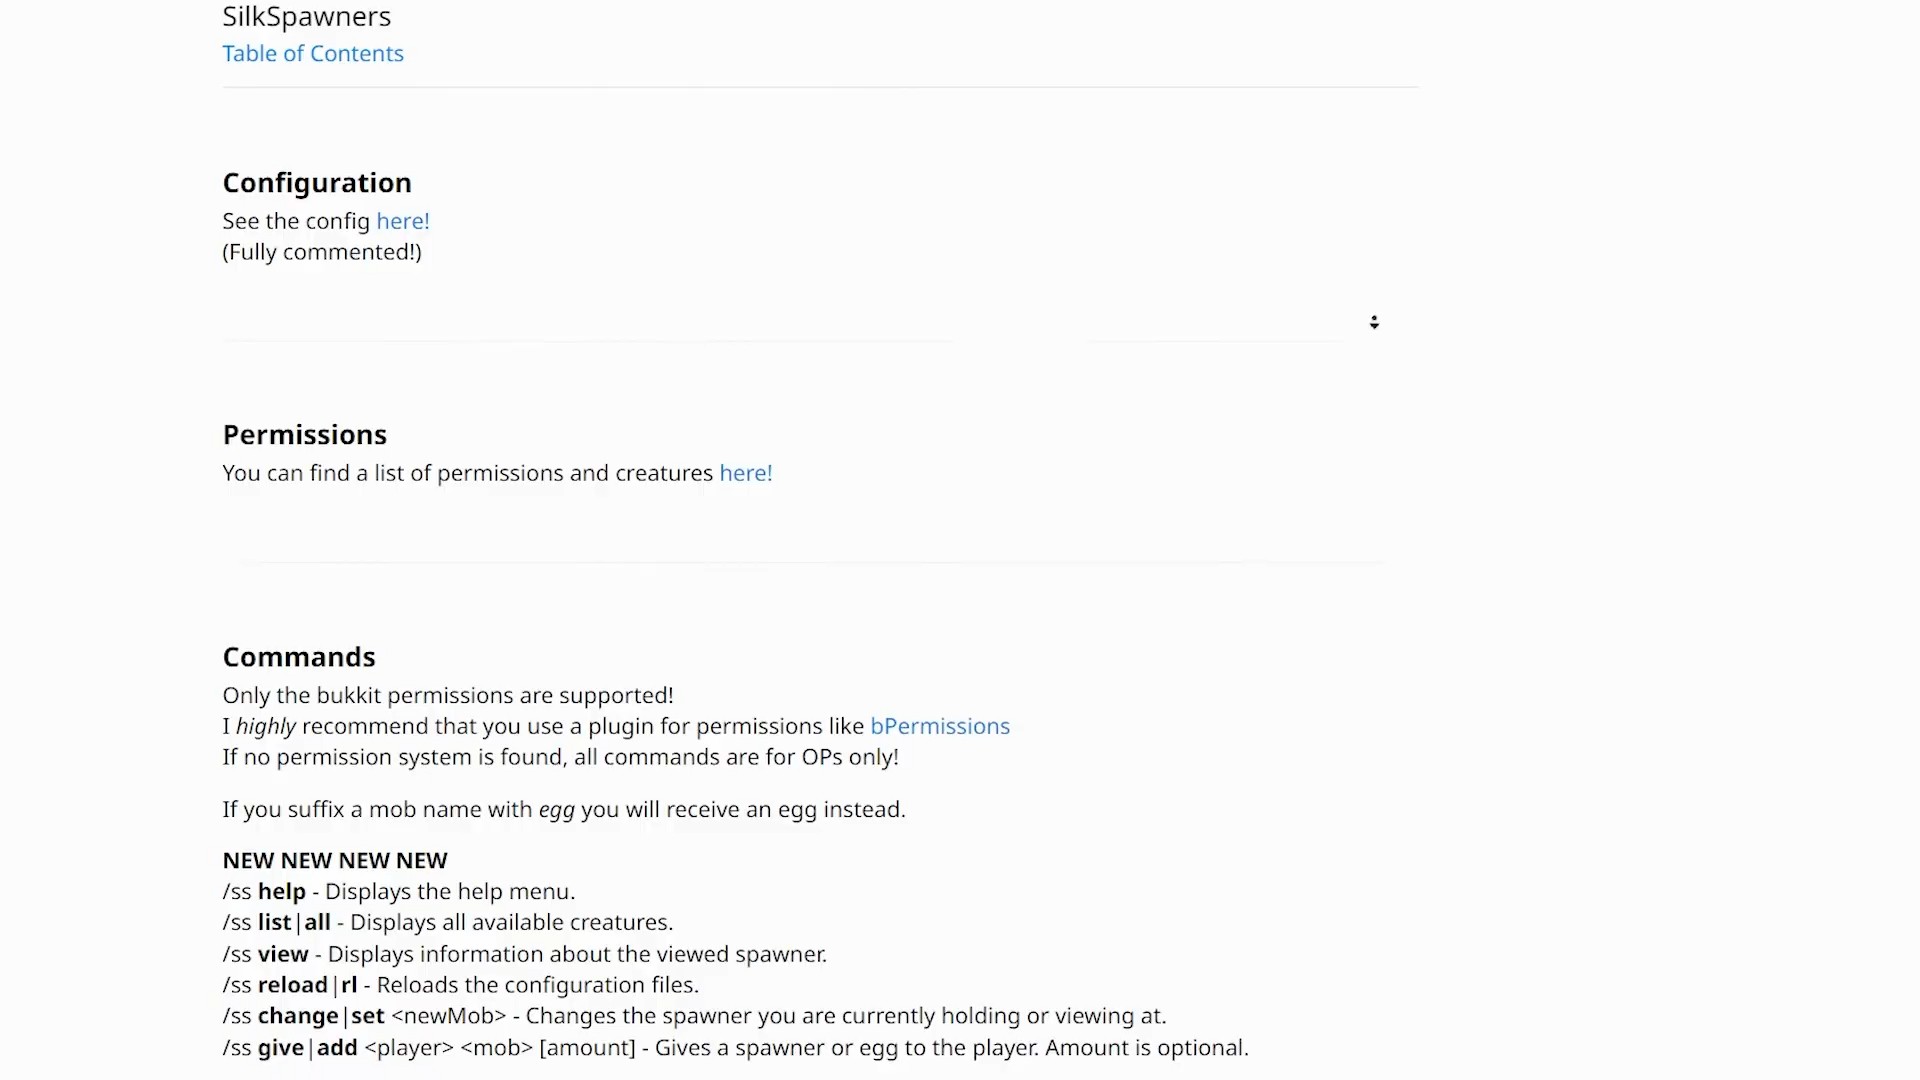 SilkSpawners
Table of Contents
Configuration
See the config here!
(Fully commented!)
Permissions
You can find a list of permissions and creatures here!
Commands
Only the bukkit permissions are supported!
I highly recommend that you use a plugin for permissions like bPermissions
If no permission system is found, all commands are for OPs only!
If you suffix a mob name with egg you will receive an egg instead.
NEW NEW NEW NEW
/ss help - Displays the help menu.
/ss list|all - Displays all available creatures.
/ss view - Displays information about the viewed spawner.
/ss reload|rl - Reloads the configuration files.
/ss change|set <newMob> - Changes the spawner you are currently holding or viewing at.
/ss give|add <player> <mob> [amount] - Gives a spawner or egg to the player. Amount is optional.